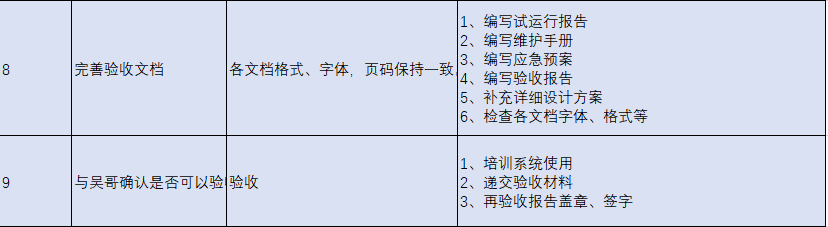 8
完善验收文档
各文档格式、字体，页码保持一致
1、编写试运行报告
2、编写维护手册
3、编写应急预案
4、编写验收报告
5、补充详细设计方案
6、检查各文档字体、格式等
9
与吴哥确认是否可以验
验收
1、培训系统使用
2、递交验收材料
3、再验收报告盖章、签字